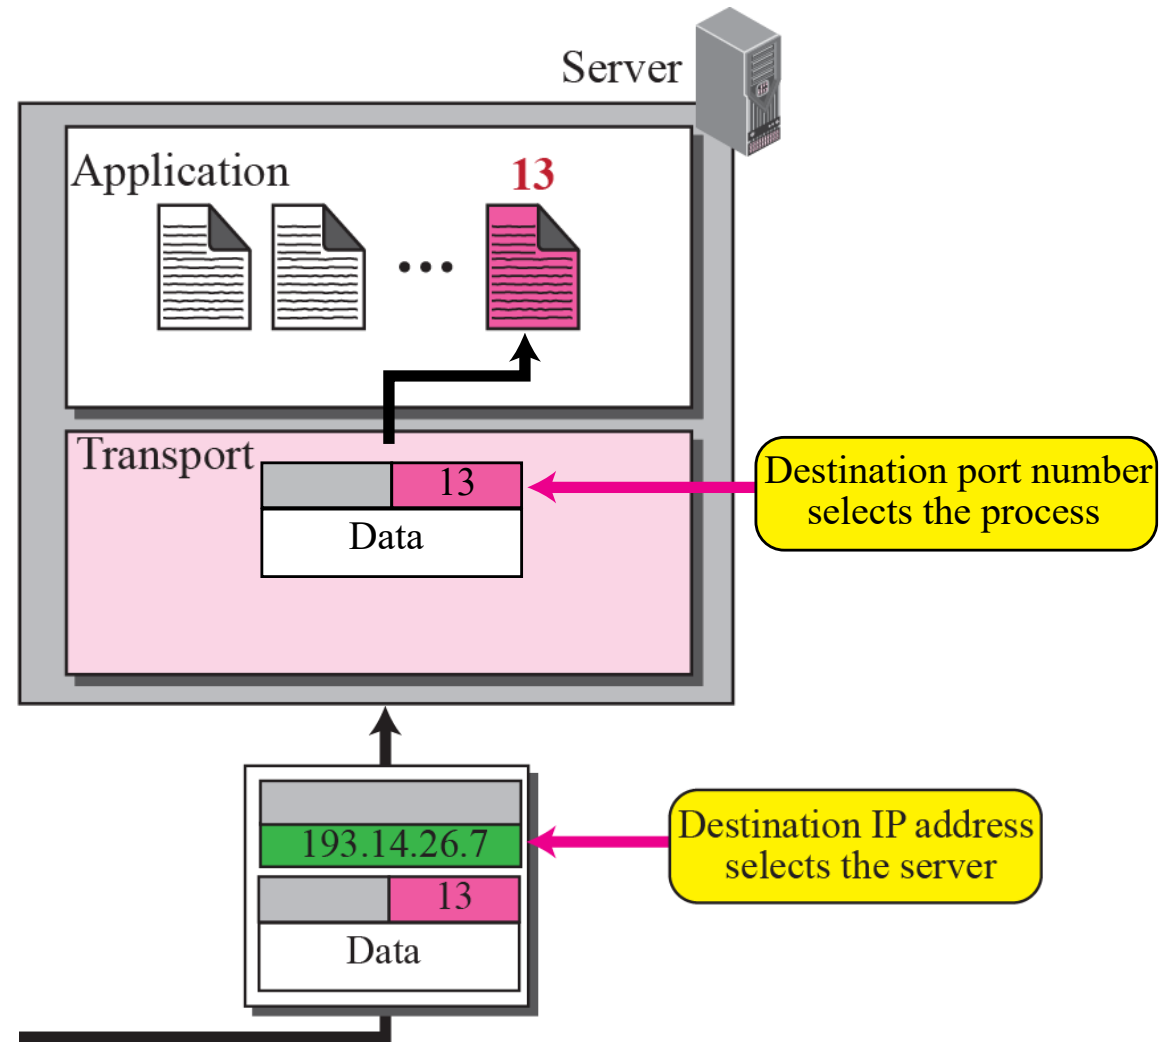 Server
Application
13
Transport
13
Data
Destination port number
selects the process
193.14.26.7
13
Data
Destination IP address
selects the server